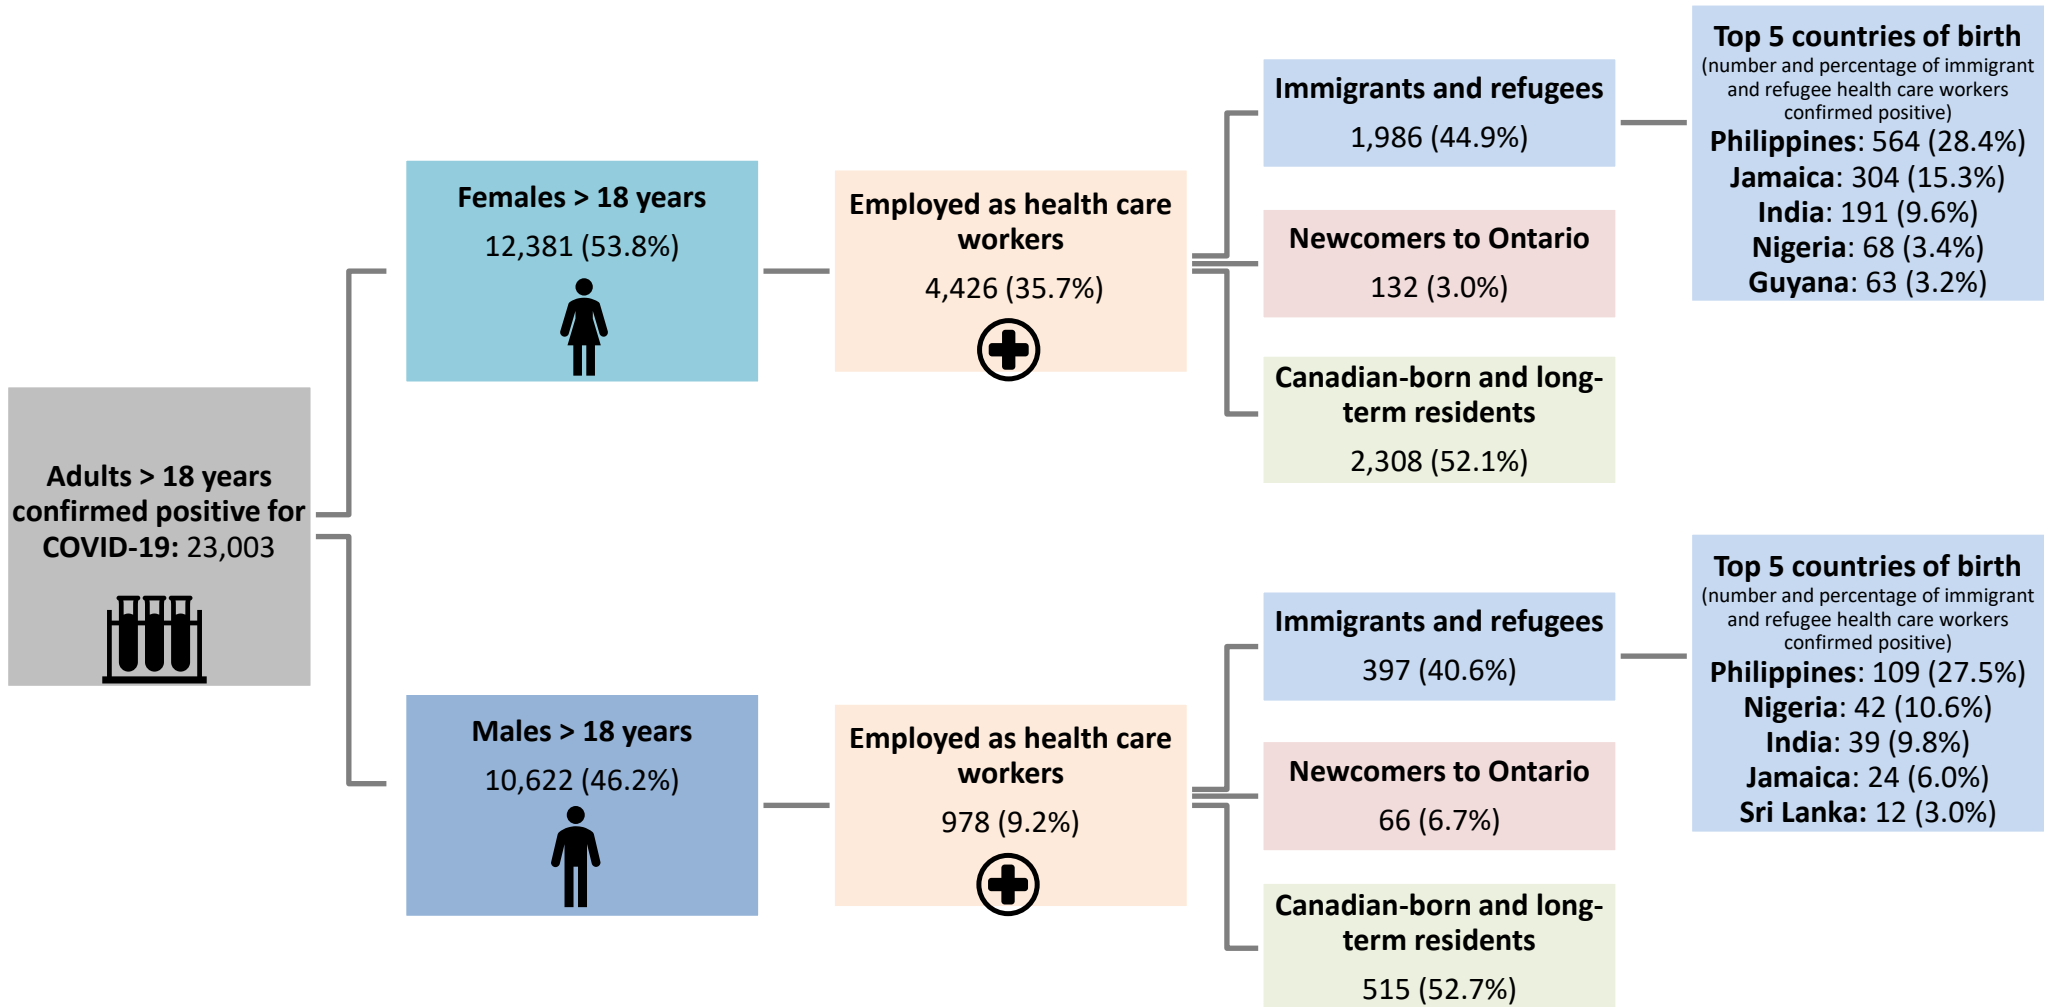 Adults > 18 years
confirmed positive for
COVID-19: 23,003
Females > 18 years
12,381 (53.8%)
Employed as health care
workers
4,426 (35.7%)
Immigrants and refugees
1,986 (44.9%)
Newcomers to Ontario
132 (3.0%)
Canadian-born and long-
term residents
2,308 (52.1%)
Top 5 countries of birth
(number and percentage of immigrant
and refugee health care workers
confirmed positive)
Philippines: 564 (28.4%)
Jamaica: 304 (15.3%)
India: 191 (9.6%)
Nigeria: 68 (3.4%)
Guyana: 63 (3.2%)
Males > 18 years
10,622 (46.2%)
Employed as health care
workers
978 (9.2%)
Immigrants and refugees
397 (40.6%)
Newcomers to Ontario
66 (6.7%)
Canadian-born and long-
term residents
515 (52.7%)
Top 5 countries of birth
(number and percentage of immigrant
and refugee health care workers
confirmed positive)
Philippines: 109 (27.5%)
Nigeria: 42 (10.6%)
India: 39 (9.8%)
Jamaica: 24 (6.0%)
Sri Lanka: 12 (3.0%)